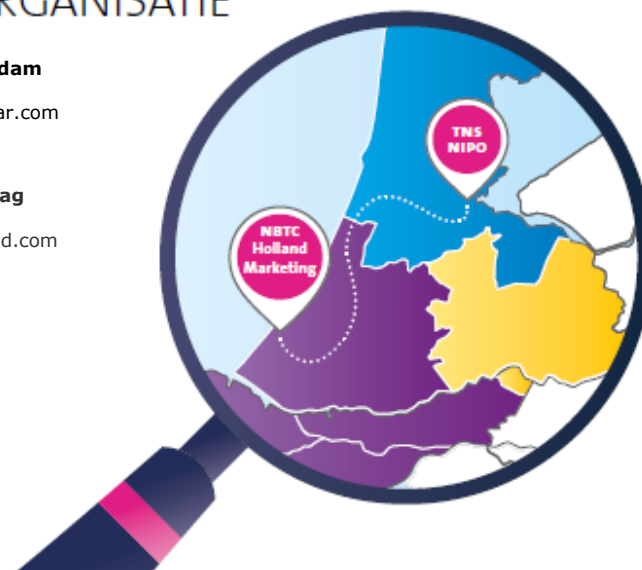 RGANISATIE
dam
ar.com
ag
d.com
TNS
NIPO
NBTC
Holland
Marketing